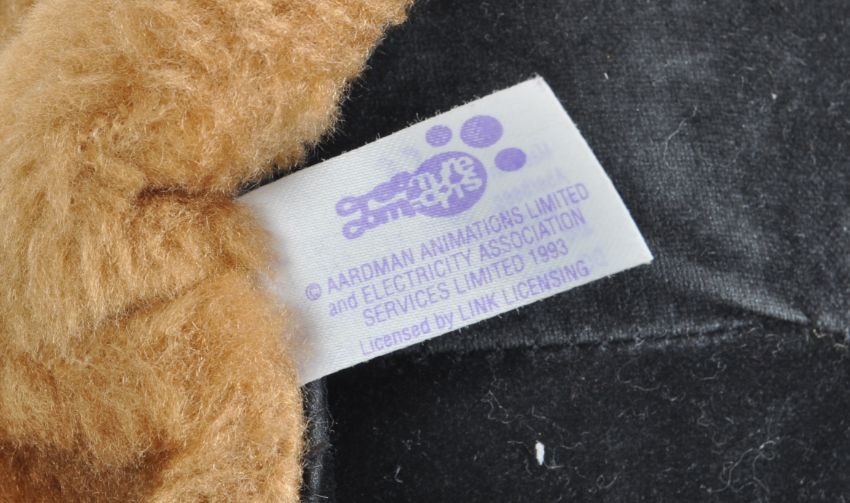 creature
comforts
© AARDMAN ANIMATIONS LIMITED
and ELECTRICITY ASSOCIATION
SERVICES LIMITED 1993
Licensed by LINK LICENSING